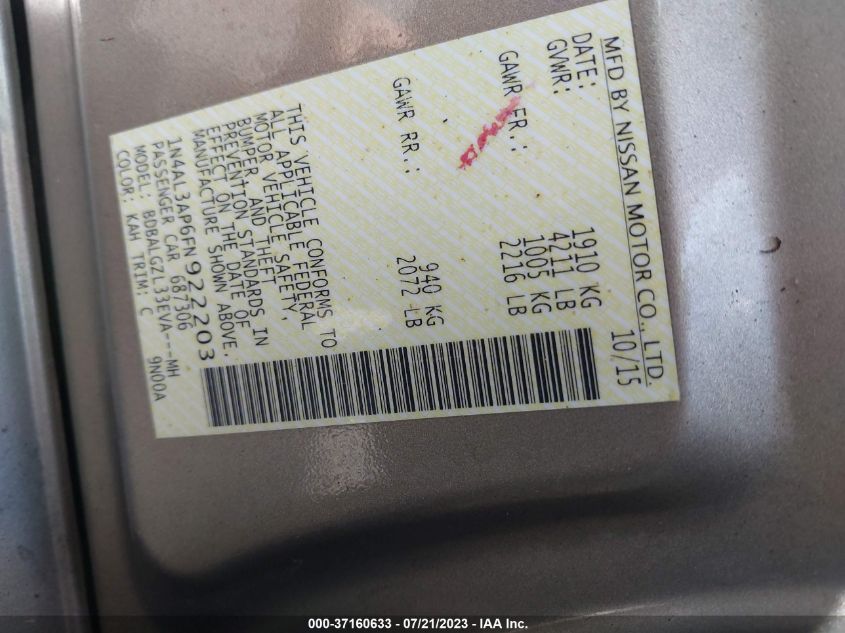 MFD BY NISSAN MOTOR CO., LTD.
DATE: 10/15
GVWR: 1910 KG
4211 LB
GAWR FR.: 1005 KG
2216 LB
GAWR RR.: 940 KG
2072 LB
THIS VEHICLE CONFORMS TO
ALL APPLICABLE FEDERAL
MOTOR VEHICLE SAFETY,
BUMPER, AND THEFT
PREVENTION STANDARDS IN
EFFECT ON THE DATE OF
MANUFACTURE SHOWN ABOVE.
1N4AL3AP6FN922203
PASSENGER CAR 687306
MODEL: BDBALGZL33EVA---MH
COLOR: KAH TRIM: C 9N00A
000-37160633 - 07/21/2023 - IAA Inc.